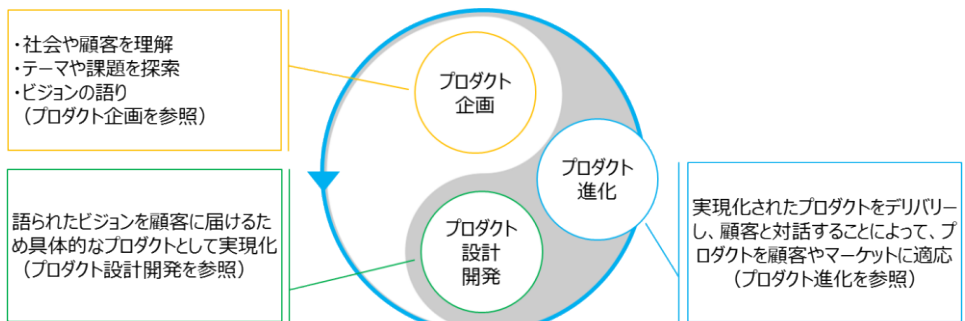 ・社会や顧客を理解
・テーマや課題を探索
・ビジョンの語り
（プロダクト企画を参照）
プロダクト
企画
プロダクト
進化
語られたビジョンを顧客に届けるた
め具体的なプロダクトとして実現化
（プロダクト設計開発を参照）
プロダクト
設計
開発
実現化されたプロダクトをデリバリー
し、顧客と対話することによって、プ
ロダクトを顧客やマーケットに適応
（プロダクト進化を参照）